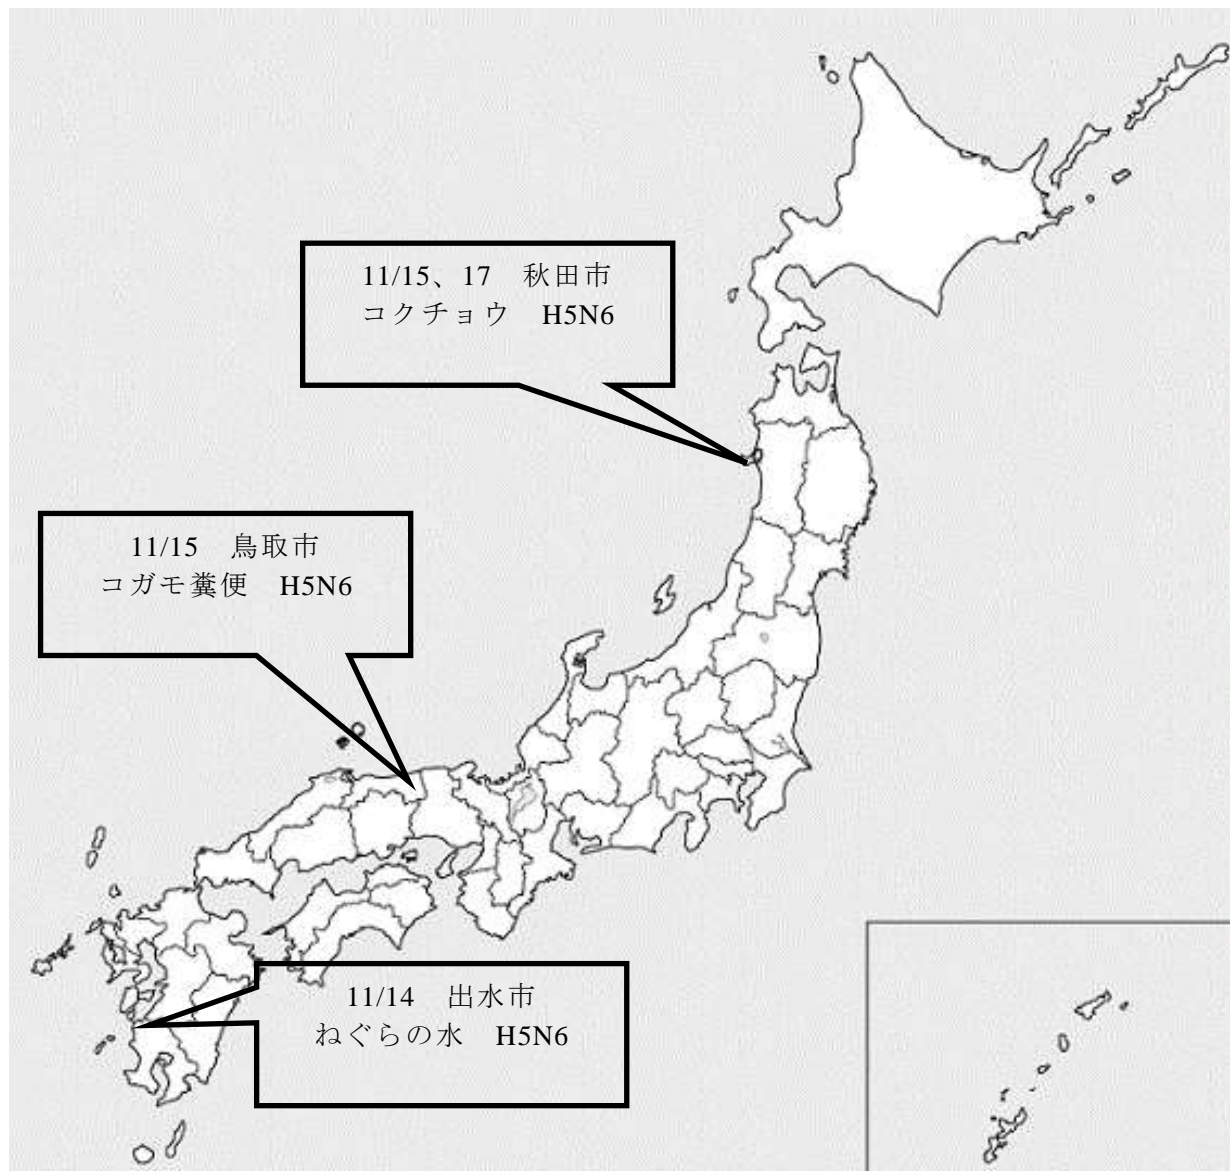 11/15、17　秋田市
コクチョウ　H5N6
11/15　鳥取市
コガモ糞便　H5N6
11/14　出水市
ねぐらの水　H5N6